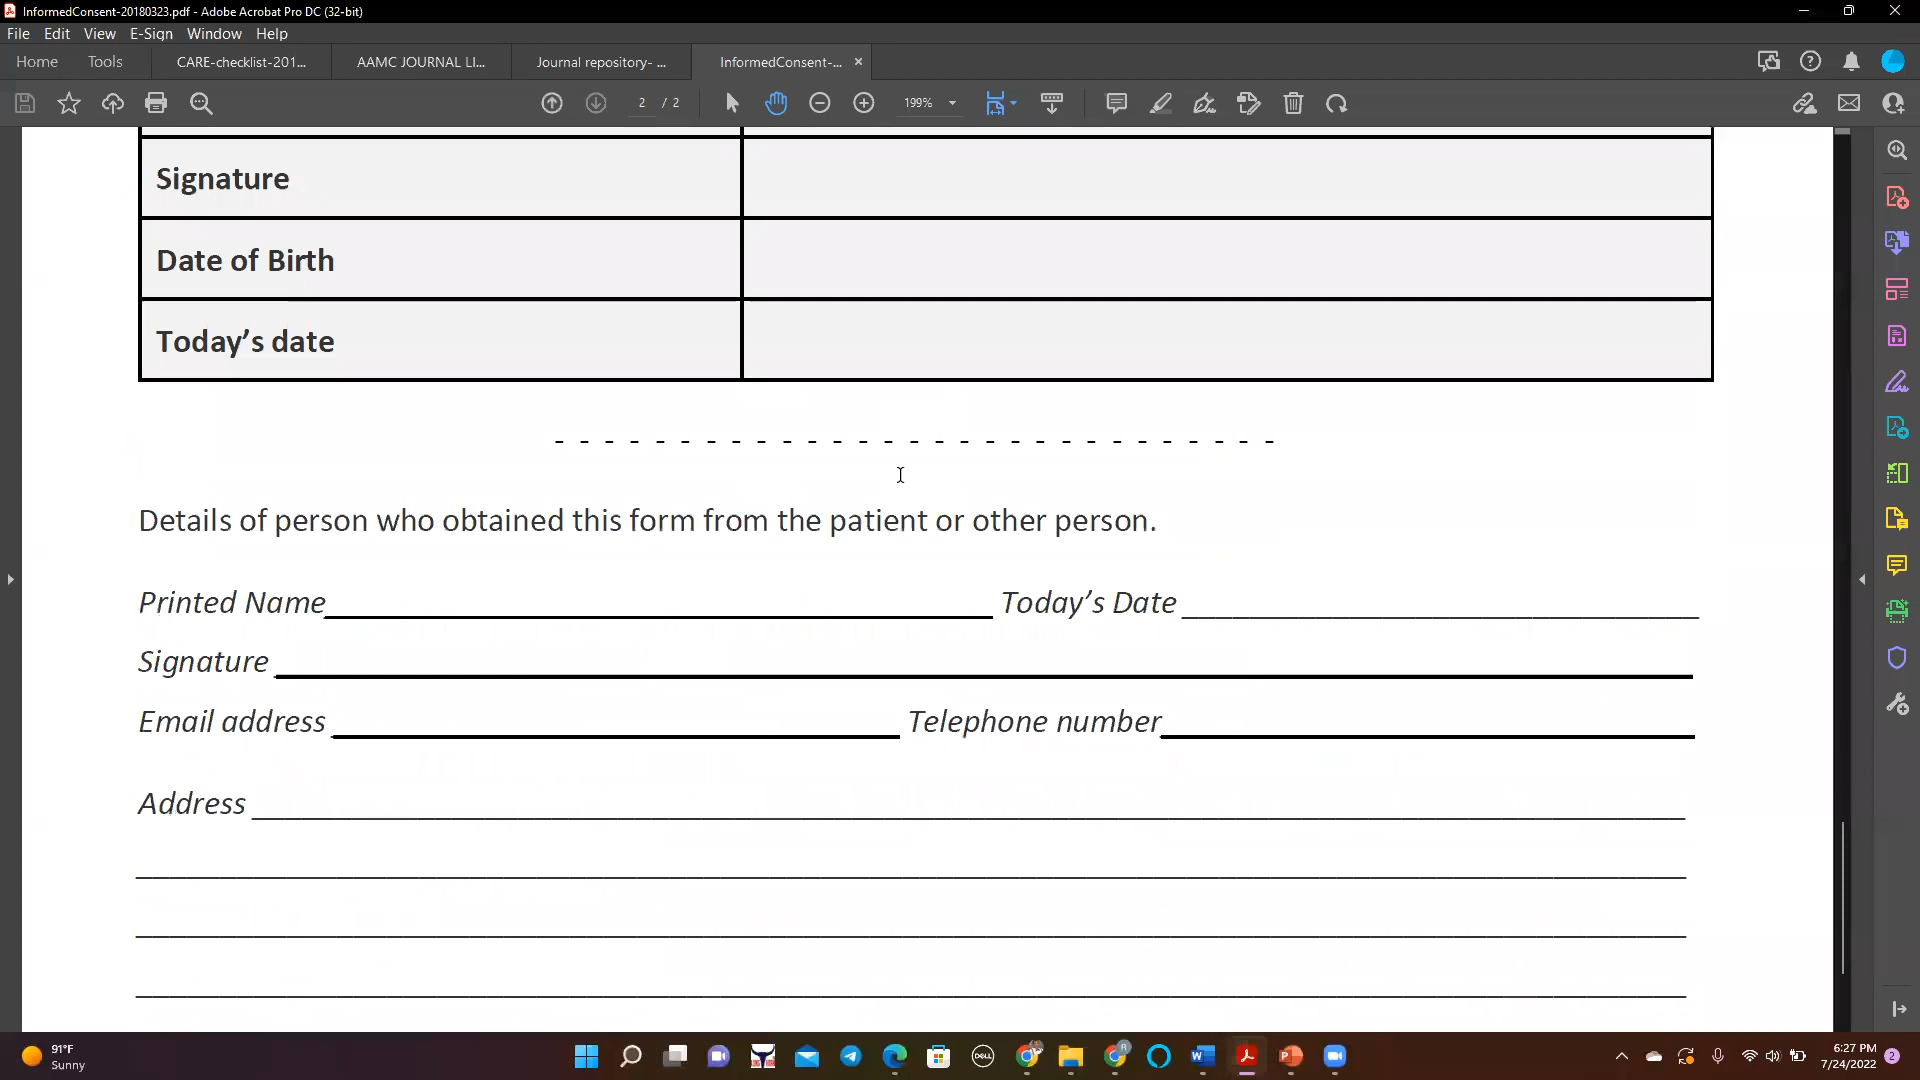 InformedConsent-20180323.pdf - Adobe Acrobat Pro DC (32-bit)
File Edit View E-Sign Window Help
Home Tools CARE-checklist-201... AAMC JOURNAL LI... Journal repository- ... InformedConsent-...
2 / 2 199%
Signature
Date of Birth
Today’s date
- - - - - - - - - - - - - - - - - - - - - - - - - - - - -
Details of person who obtained this form from the patient or other person.
Printed Name Today’s Date
Signature
Email address Telephone number
Address
91°F
Sunny
DELL
R
6:27 PM
7/24/2022 2